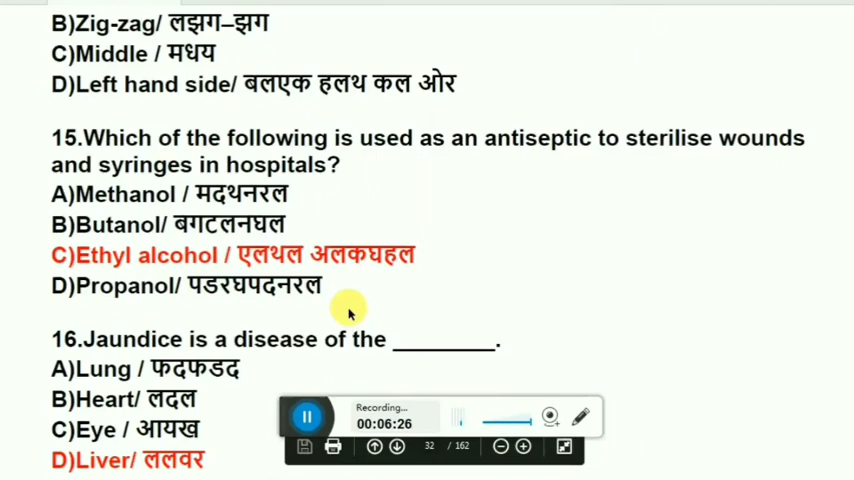 B)Zig-zag/ लझग–झग
C)Middle / मधय
D)Left hand side/ बलएक हलथ कल ओर
15.Which of the following is used as an antiseptic to sterilise wounds
and syringes in hospitals?
A)Methanol / मदथनरल
B)Butanol/ बगटलनघल
C)Ethyl alcohol / एलथल अलकघहल
D)Propanol/ पडरघपदनरल
16.Jaundice is a disease of the ________.
A)Lung / फदफडद
B)Heart/ लदल
C)Eye / आयख
D)Liver/ ललवर
Recording...
00:06:26
32 / 162